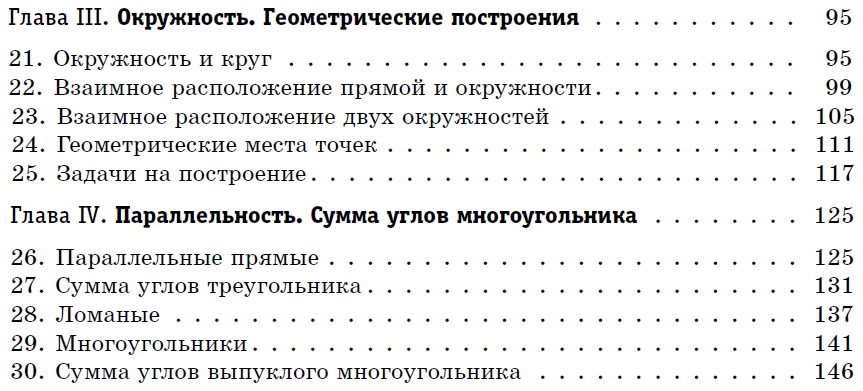 Глава III. Окружность. Геометрические построения . . . . . . . . . . 95
21. Окружность и круг . . . . . . . . . . . . . . . . . . . . . . 95
22. Взаимное расположение прямой и окружности . . . . . . . . . . . 99
23. Взаимное расположение двух окружностей . . . . . . . . . . . . . 105
24. Геометрические места точек . . . . . . . . . . . . . . . . . . . 111
25. Задачи на построение . . . . . . . . . . . . . . . . . . . . . 117
Глава IV. Параллельность. Сумма углов многоугольника . . . . . . . . 125
26. Параллельные прямые . . . . . . . . . . . . . . . . . . . . . 125
27. Сумма углов треугольника . . . . . . . . . . . . . . . . . . . 131
28. Ломаные . . . . . . . . . . . . . . . . . . . . . . . . . . . 137
29. Многоугольники . . . . . . . . . . . . . . . . . . . . . . . . 141
30. Сумма углов выпуклого многоугольника . . . . . . . . . . . . . . 146